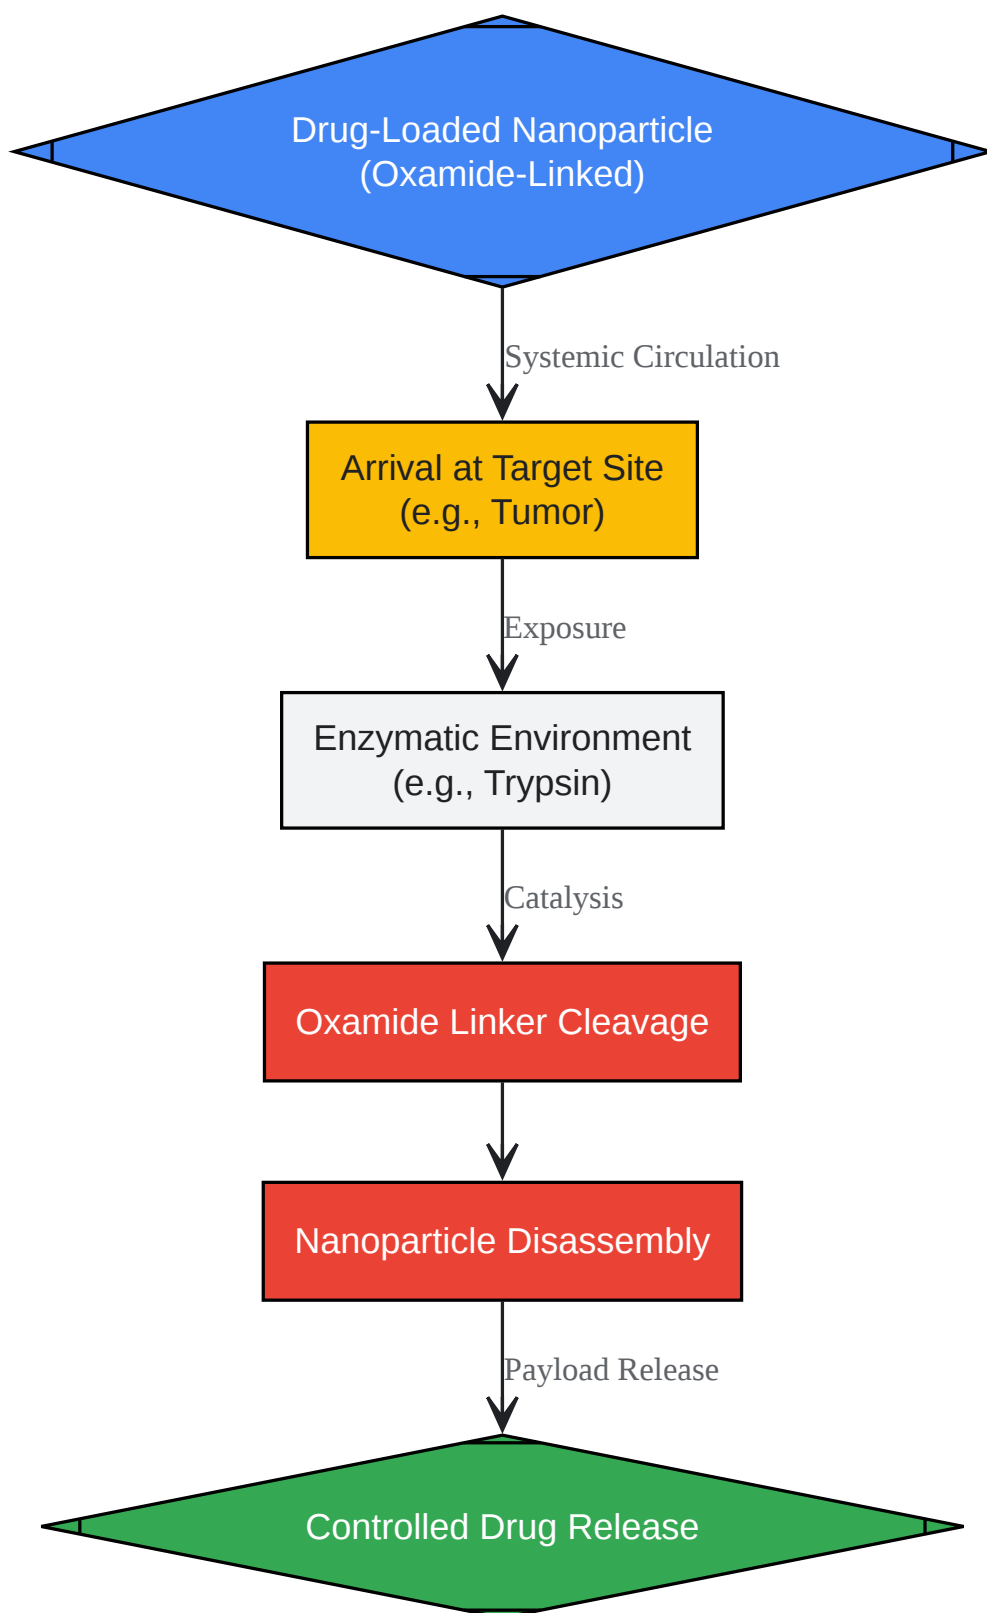 Drug-Loaded Nanoparticle
(Oxamide-Linked)
Systemic Circulation
Arrival at Target Site
(e.g., Tumor)
Exposure
Enzymatic Environment
(e.g., Trypsin)
Catalysis
Oxamide Linker Cleavage
Nanoparticle Disassembly
Payload Release
Controlled Drug Release